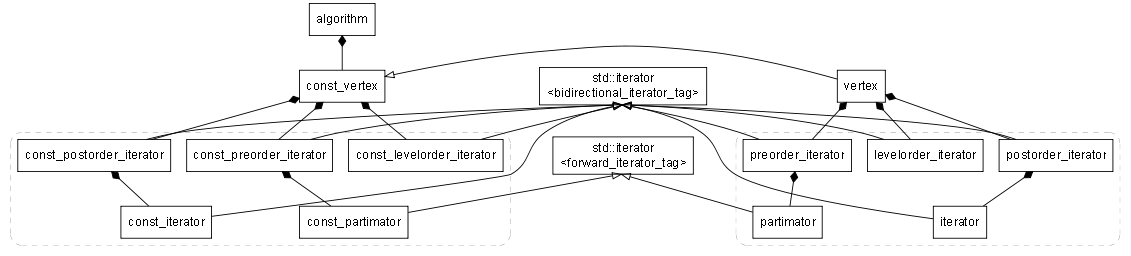 algorithm
const_vertex
std::iterator
<bidirectional_iterator_tag>
vertex
const_postorder_iterator
const_preorder_iterator
const_levelorder_iterator
std::iterator
<forward_iterator_tag>
preorder_iterator
levelorder_iterator
postorder_iterator
const_iterator
const_partimator
partimator
iterator